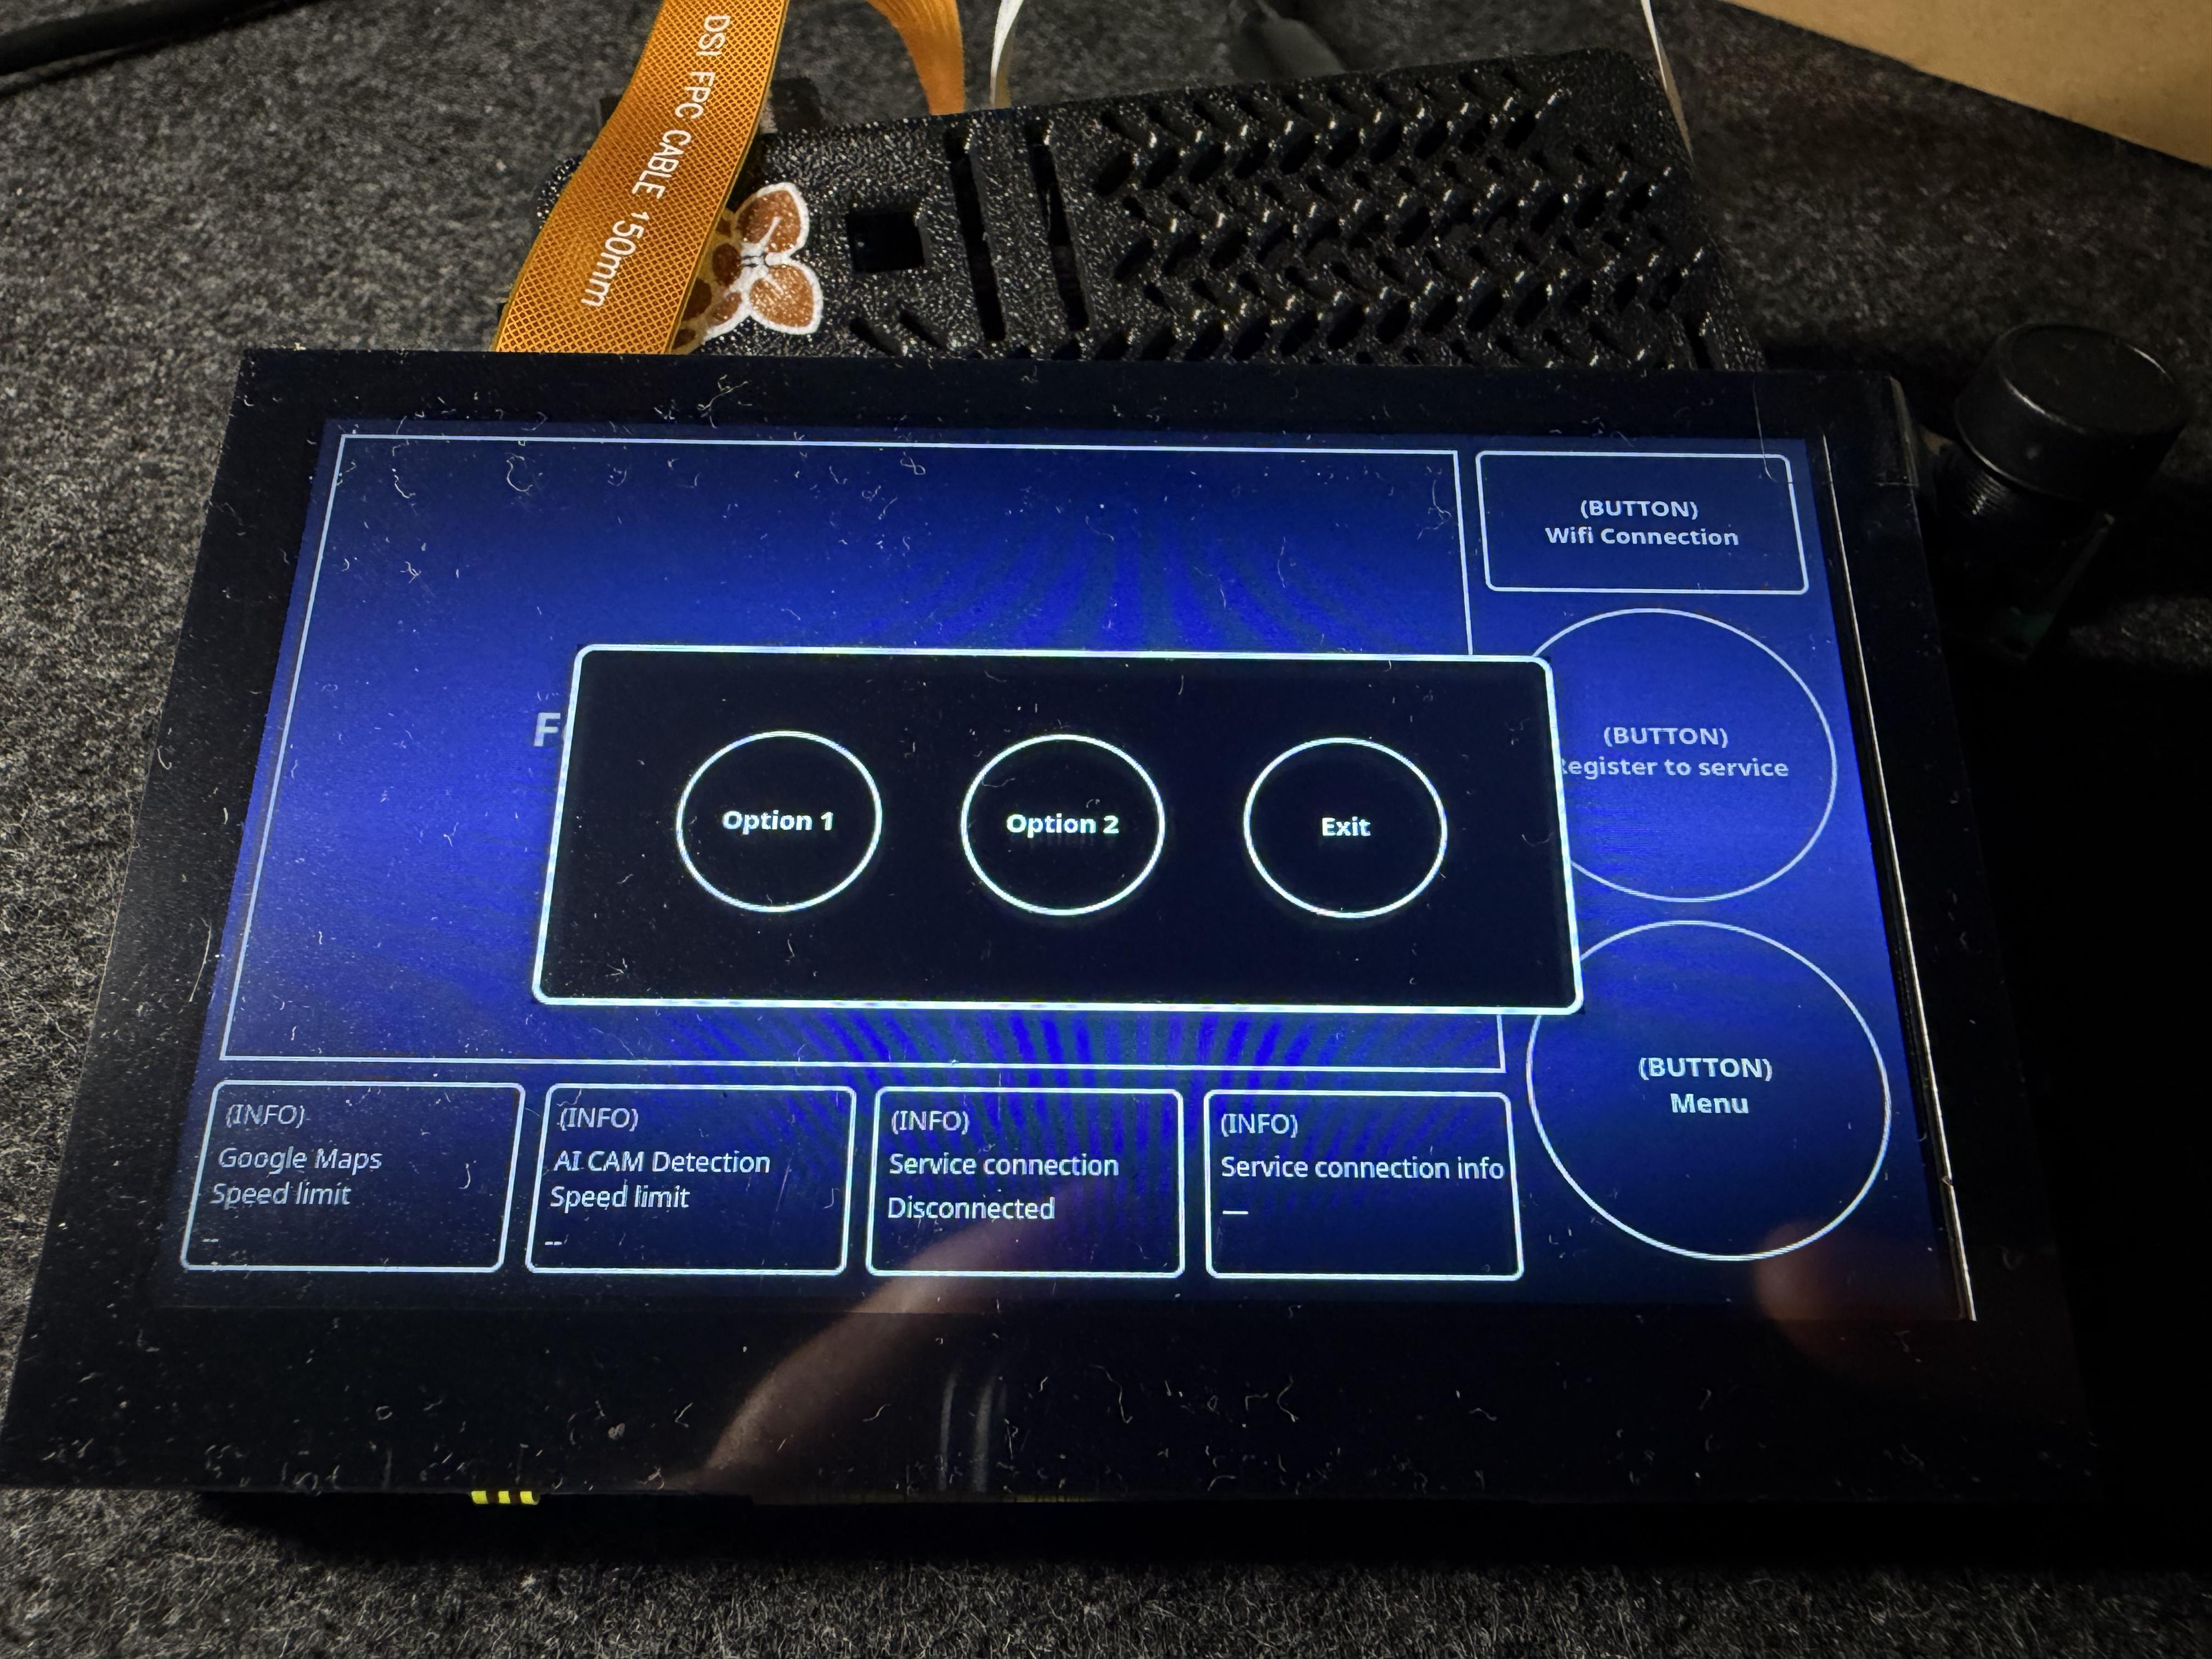 DSI FPC CABLE 150mm
(BUTTON)
Wifi Connection
(BUTTON)
Register to service
Option 1
Option 2
Exit
(BUTTON)
Menu
(INFO)
Google Maps
Speed limit
--
(INFO)
AI CAM Detection
Speed limit
--
(INFO)
Service connection
Disconnected
(INFO)
Service connection info
—